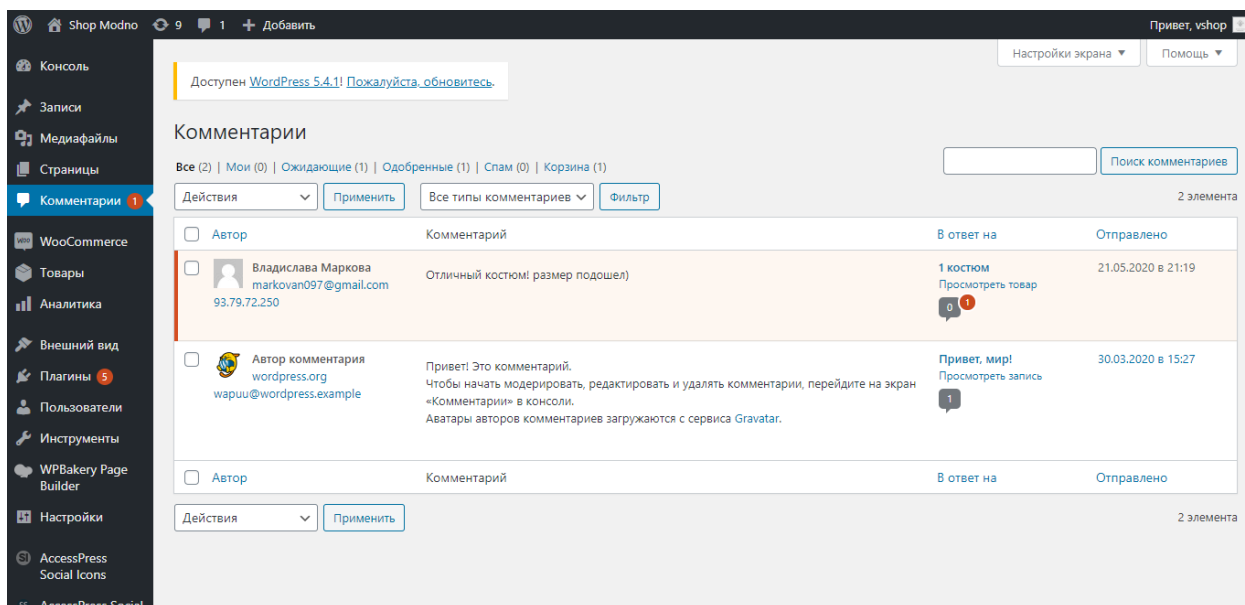 Shop Modno 9 1 + Добавить Привет, vshop
Настройки экрана ▼ Помощь ▼
Консоль
Записи
Медиафайлы
Страницы
Комментарии 1
WooCommerce
Товары
Аналитика
Внешний вид
Плагины 5
Пользователи
Инструменты
WPBakery Page
Builder
Настройки
AccessPress
Social Icons
AccessPress Social
Доступен WordPress 5.4.1! Пожалуйста, обновитесь.
Комментарии
Все (2) | Мои (0) | Ожидающие (1) | Одобренные (1) | Спам (0) | Корзина (1)
Поиск комментариев
Действия Применить Все типы комментариев Фильтр 2 элемента
Автор Комментарий В ответ на Отправлено
Владислава Маркова
markovan097@gmail.com
93.79.72.250
Отличный костюм! размер подошел)
1 костюм
Просмотреть товар
0 1
21.05.2020 в 21:19
Автор комментария
wordpress.org
wapuu@wordpress.example
Привет! Это комментарий.
Чтобы начать модерировать, редактировать и удалять комментарии, перейдите на экран
«Комментарии» в консоли.
Аватары авторов комментариев загружаются с сервиса Gravatar.
Привет, мир!
Просмотреть запись
1
30.03.2020 в 15:27
Автор Комментарий В ответ на Отправлено
Действия Применить 2 элемента